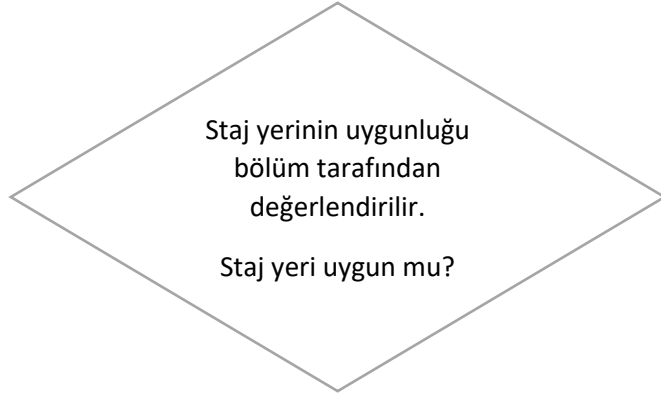 Staj yerinin uygunluğu
bölüm tarafından
değerlendirilir.
Staj yeri uygun mu?